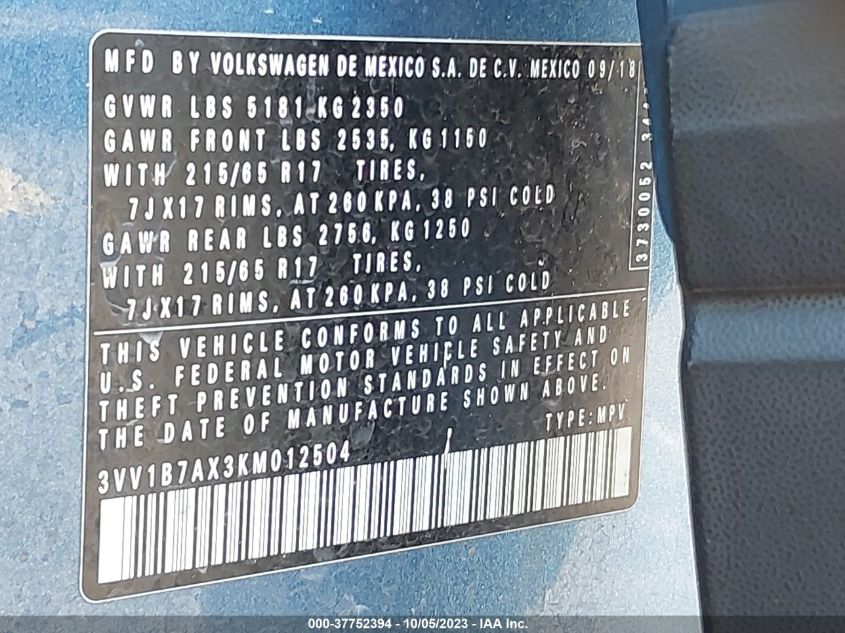 MFD BY VOLKSWAGEN DE MEXICO S.A. DE C.V. MEXICO 09/18
GVWR LBS 5181 KG 2350
GAWR FRONT LBS 2535, KG 1150
WITH 215/65 R17 TIRES,
7JX17 RIMS, AT 260 KPA, 38 PSI COLD
GAWR REAR LBS 2756, KG 1250
WITH 215/65 R17 TIRES,
7JX17 RIMS, AT 260 KPA, 38 PSI COLD
3730052
THIS VEHICLE CONFORMS TO ALL APPLICABLE
U.S. FEDERAL MOTOR VEHICLE SAFETY AND
THEFT PREVENTION STANDARDS IN EFFECT ON
THE DATE OF MANUFACTURE SHOWN ABOVE.
TYPE: MPV
3VV1B7AX3KM012504
000-37752394 - 10/05/2023 - IAA Inc.